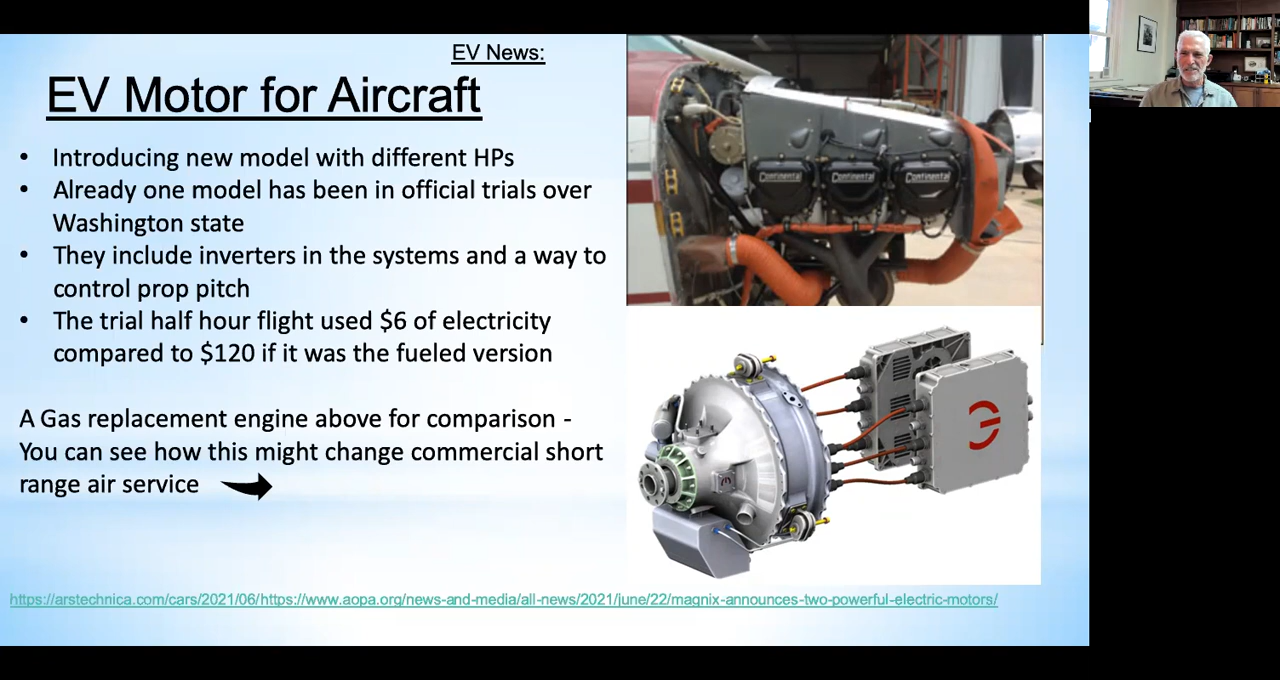 EV News:
EV Motor for Aircraft
• Introducing new model with different HPs
• Already one model has been in official trials over
Washington state
• They include inverters in the systems and a way to
control prop pitch
• The trial half hour flight used $6 of electricity
compared to $120 if it was the fueled version
A Gas replacement engine above for comparison -
You can see how this might change commercial short
range air service
Continental Continental Continental
https://arstechnica.com/cars/2021/06/https://www.aopa.org/news-and-media/all-news/2021/june/22/magnix-announces-two-powerful-electric-motors/